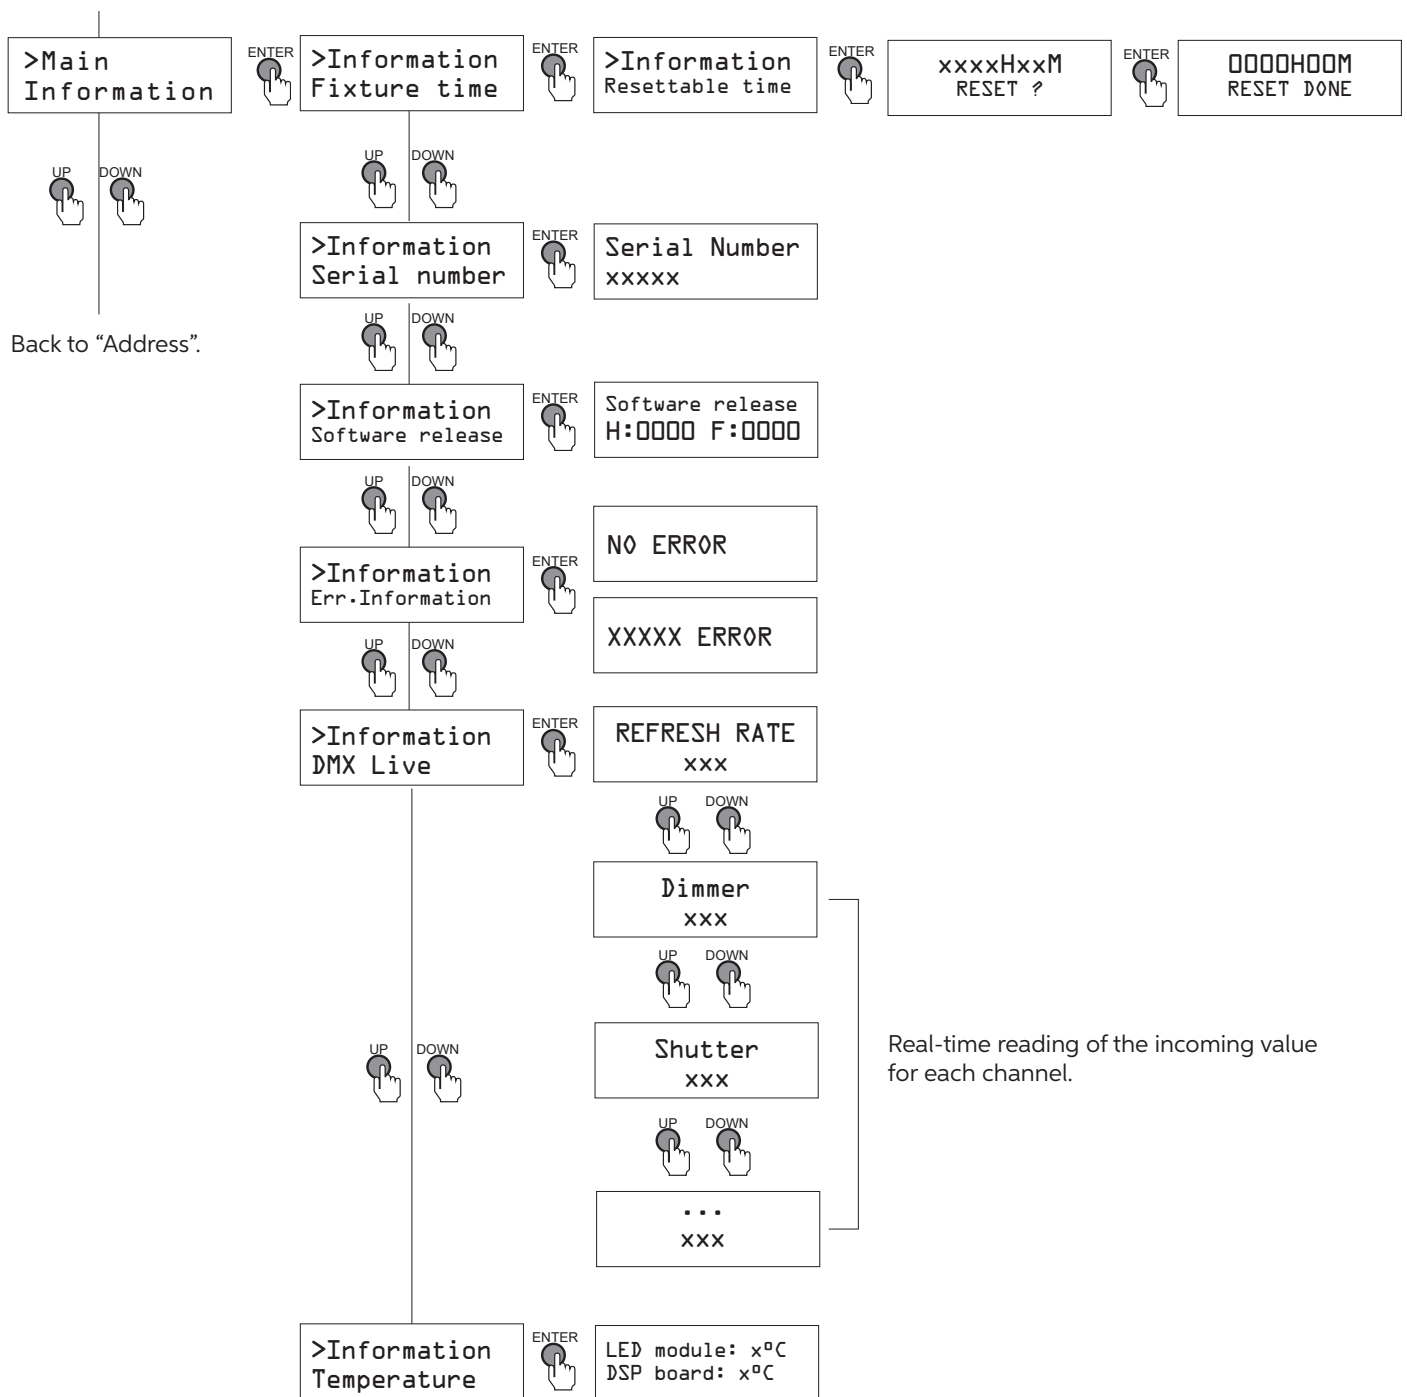 >Main
Information
ENTER
>Information
Fixture time
ENTER
>Information
Resettable time
ENTER
xxxxHxxM
RESET ?
ENTER
0000H00M
RESET DONE
UP DOWN
UP DOWN
Back to “Address”.
>Information
Serial number
ENTER
Serial Number
xxxxx
UP DOWN
>Information
Software release
ENTER
Software release
H:0000 F:0000
UP DOWN
>Information
Err.Information
ENTER
NO ERROR
XXXXX ERROR
UP DOWN
>Information
DMX Live
ENTER
REFRESH RATE
xxx
UP DOWN
Dimmer
xxx
UP DOWN
Shutter
xxx
UP DOWN
...
xxx
Real-time reading of the incoming value
for each channel.
UP DOWN
>Information
Temperature
ENTER
LED module: xºC
DSP board: xºC